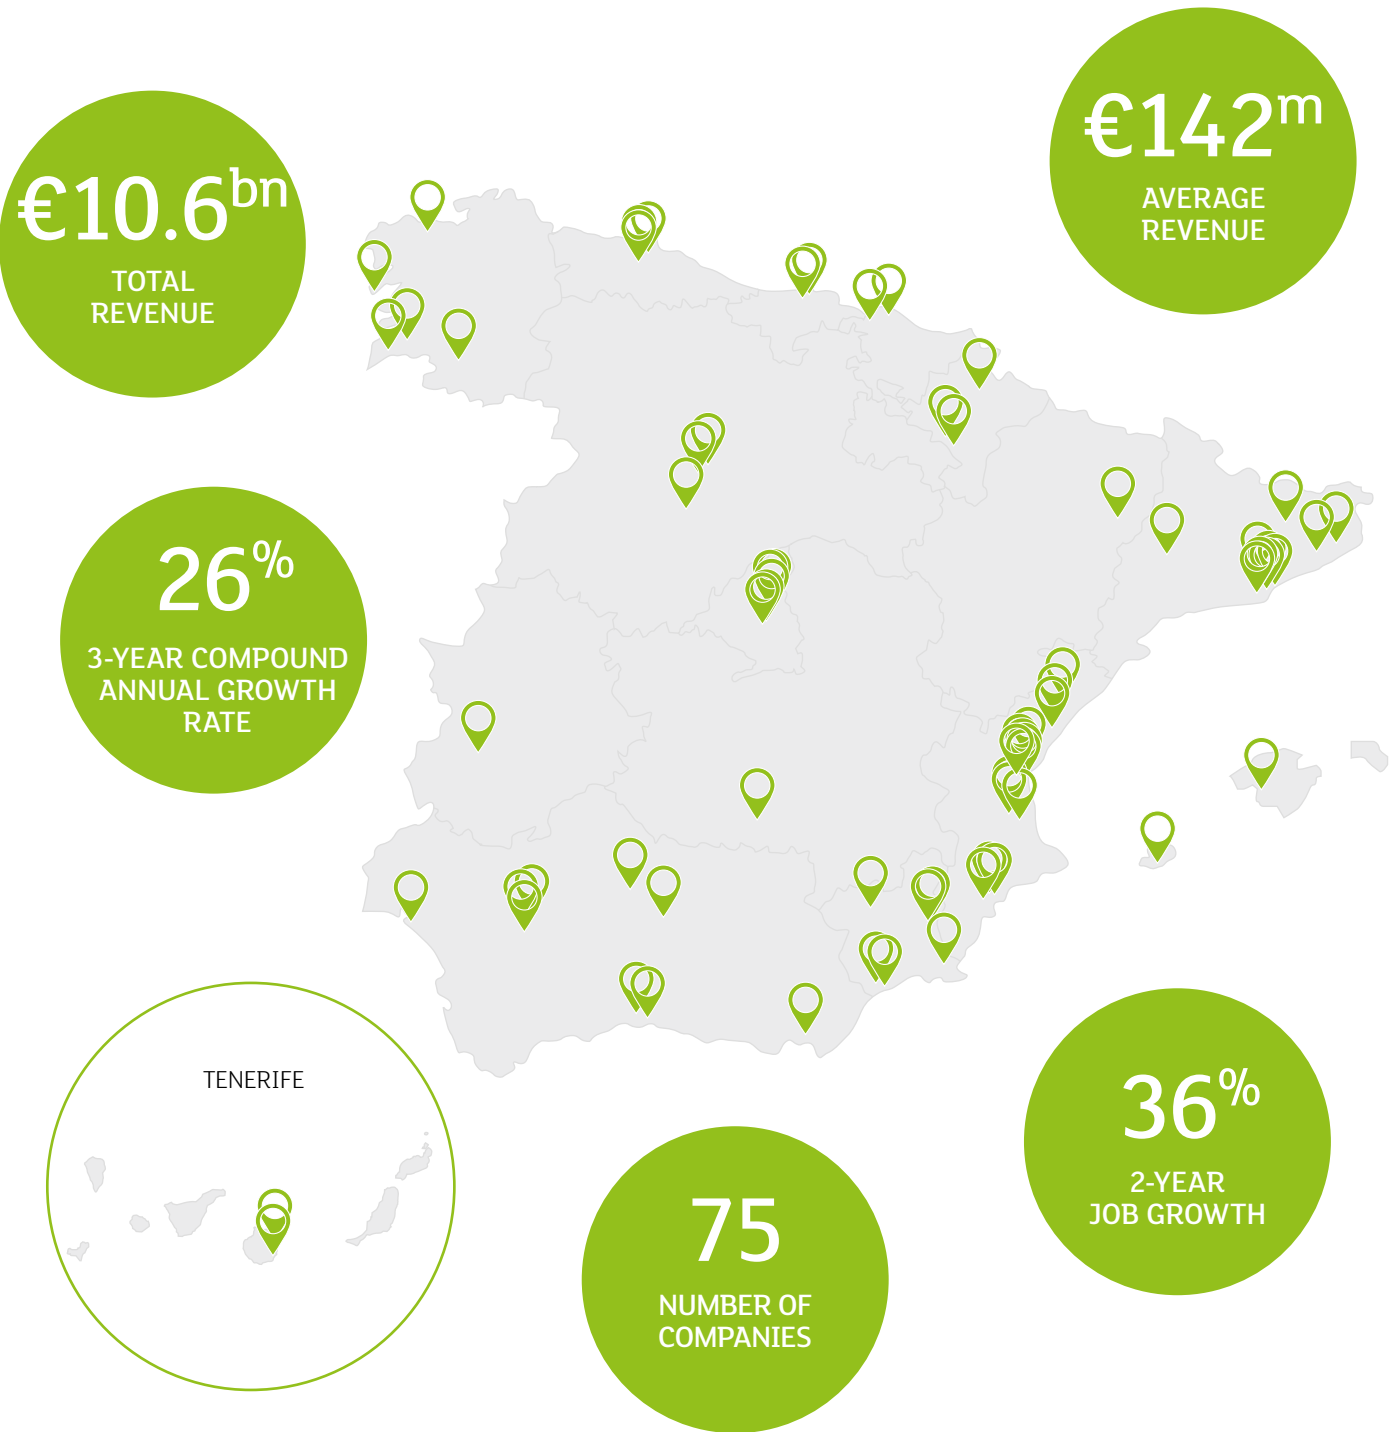 €142m
AVERAGE
REVENUE
€10.6bn
TOTAL
REVENUE
26%
3-YEAR COMPOUND
ANNUAL GROWTH
RATE
TENERIFE
36%
2-YEAR
JOB GROWTH
75
NUMBER OF
COMPANIES